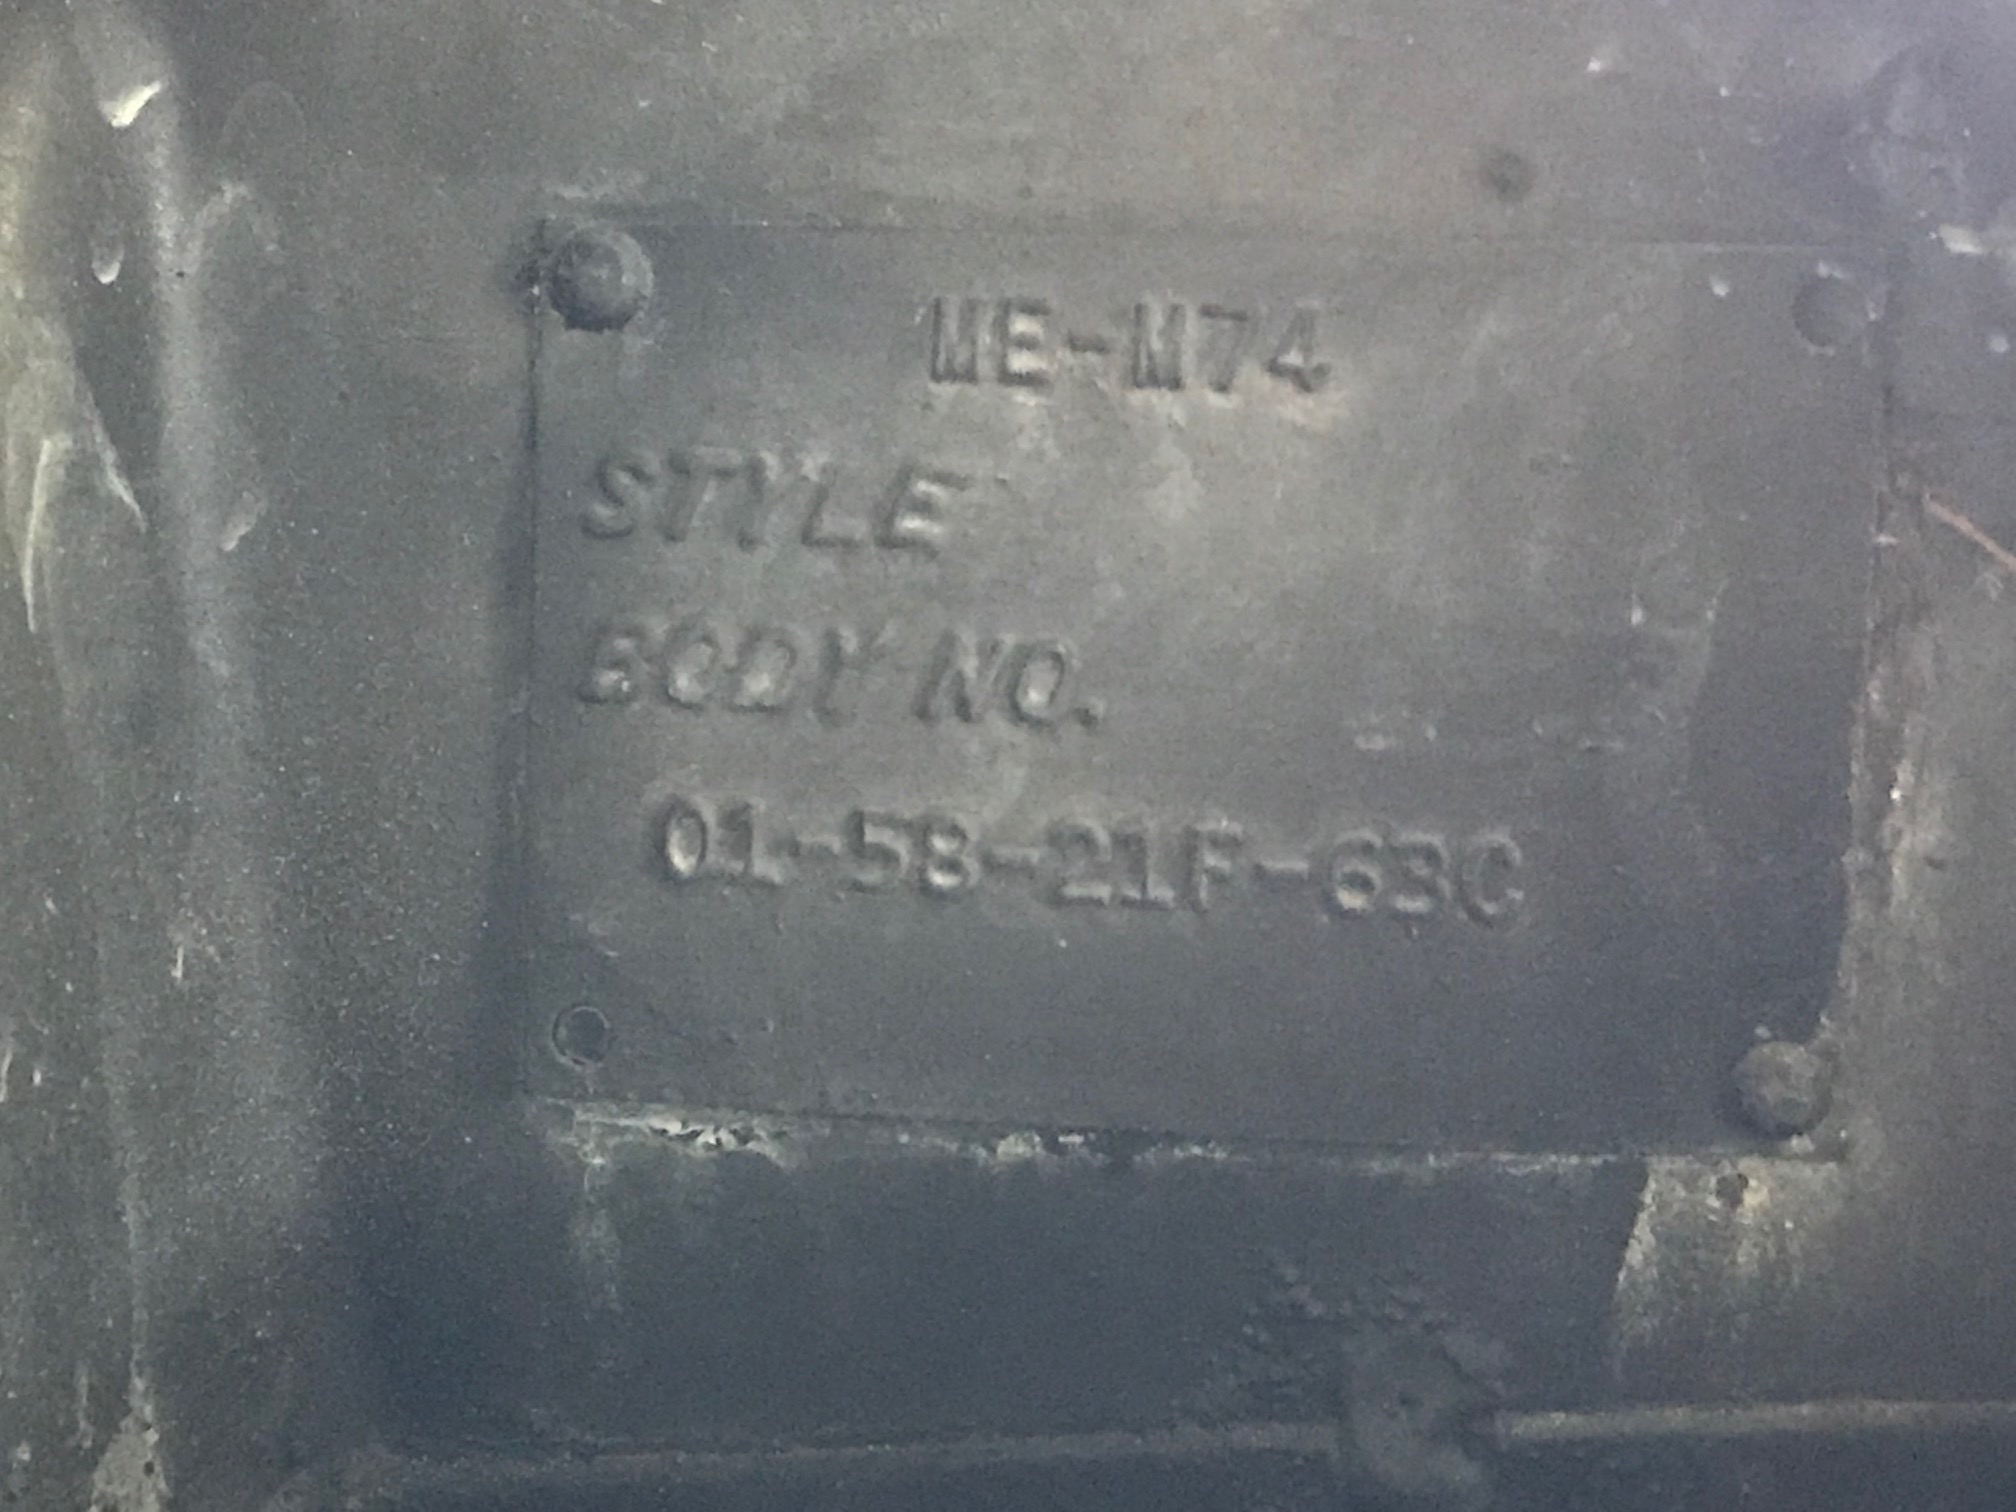 ME-M74
STYLE
BODY NO.
01-58-21F-63C